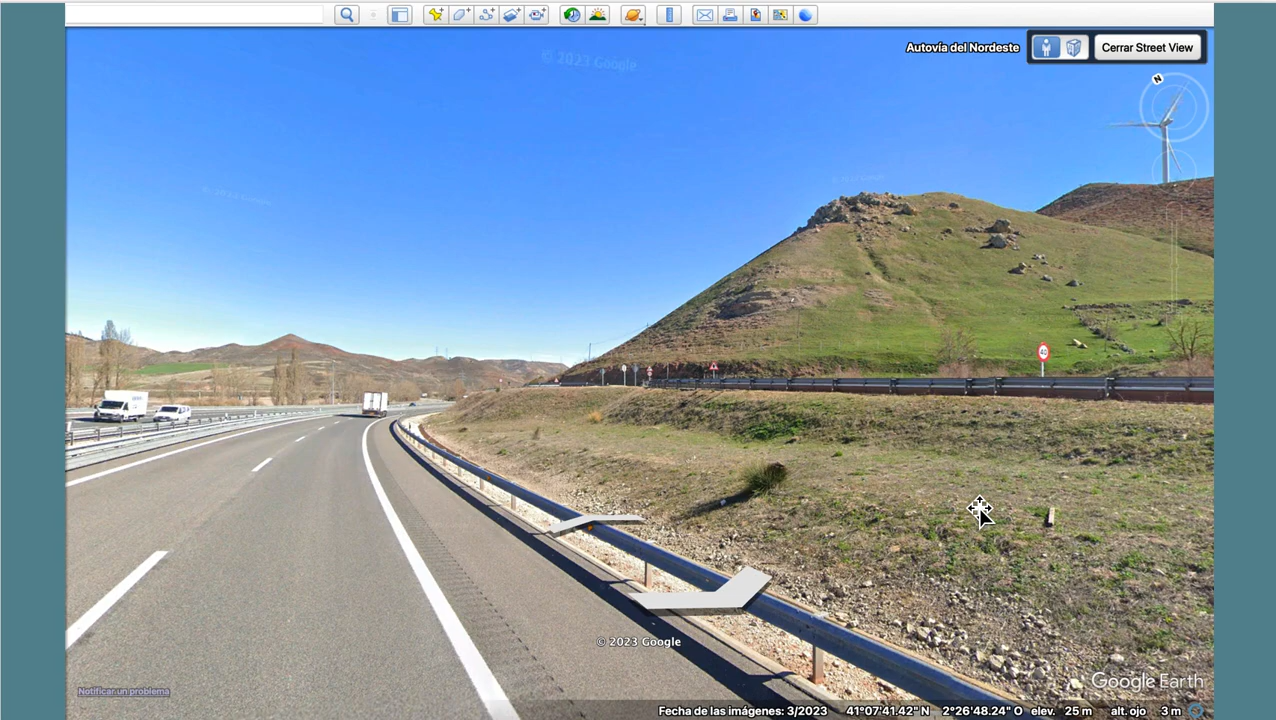 Autovía del Nordeste
Cerrar Street View
N
© 2023 Google
40
© 2023 Google
Notificar un problema
Google Earth
Fecha de las imágenes: 3/2023 41°07'41.42" N 2°26'48.24" O elev. 25 m alt. ojo 3 m